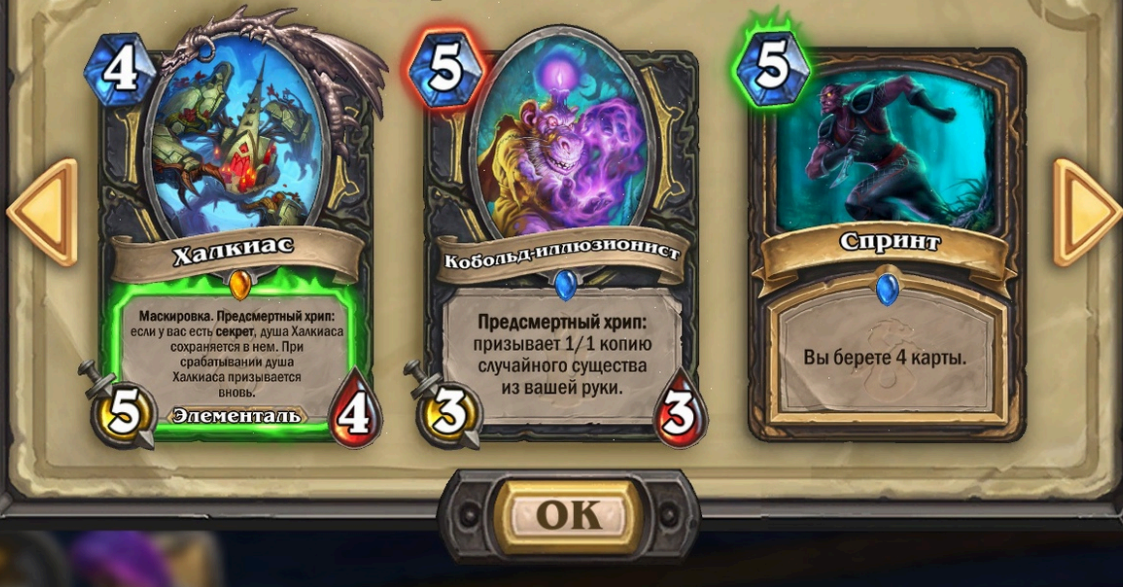 4
Халкиас
Маскировка. Предсмертный хрип:
если у вас есть секрет, душа Халкиаса
сохраняется в нем. При
срабатывании душа
Халкиаса призывается
вновь.
5
Элементаль
4
5
Кобольд-иллюзионист
Предсмертный хрип:
призывает 1/1 копию
случайного существа
из вашей руки.
3
3
5
Спринт
Вы берете 4 карты.
OK